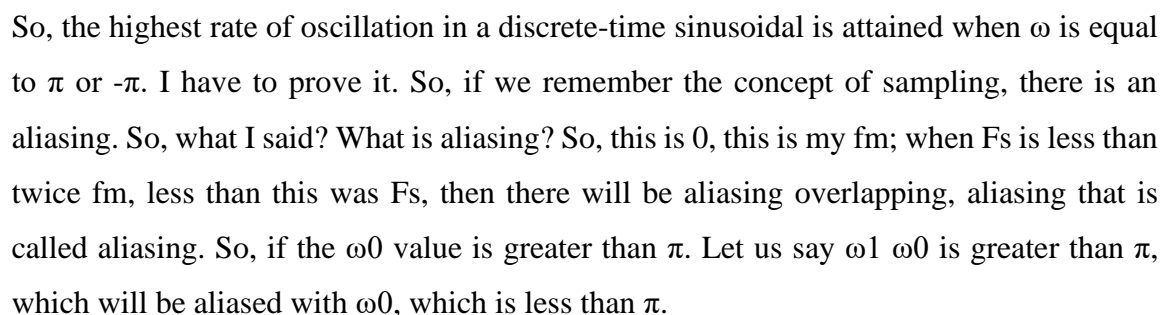 So, the highest rate of oscillation in a discrete-time sinusoidal is attained when ω is equal
to π or -π. I have to prove it. So, if we remember the concept of sampling, there is an
aliasing. So, what I said? What is aliasing? So, this is 0, this is my fm; when Fs is less than
twice fm, less than this was Fs, then there will be aliasing overlapping, aliasing that is
called aliasing. So, if the ω0 value is greater than π. Let us say ω1 ω0 is greater than π,
which will be aliased with ω0, which is less than π.